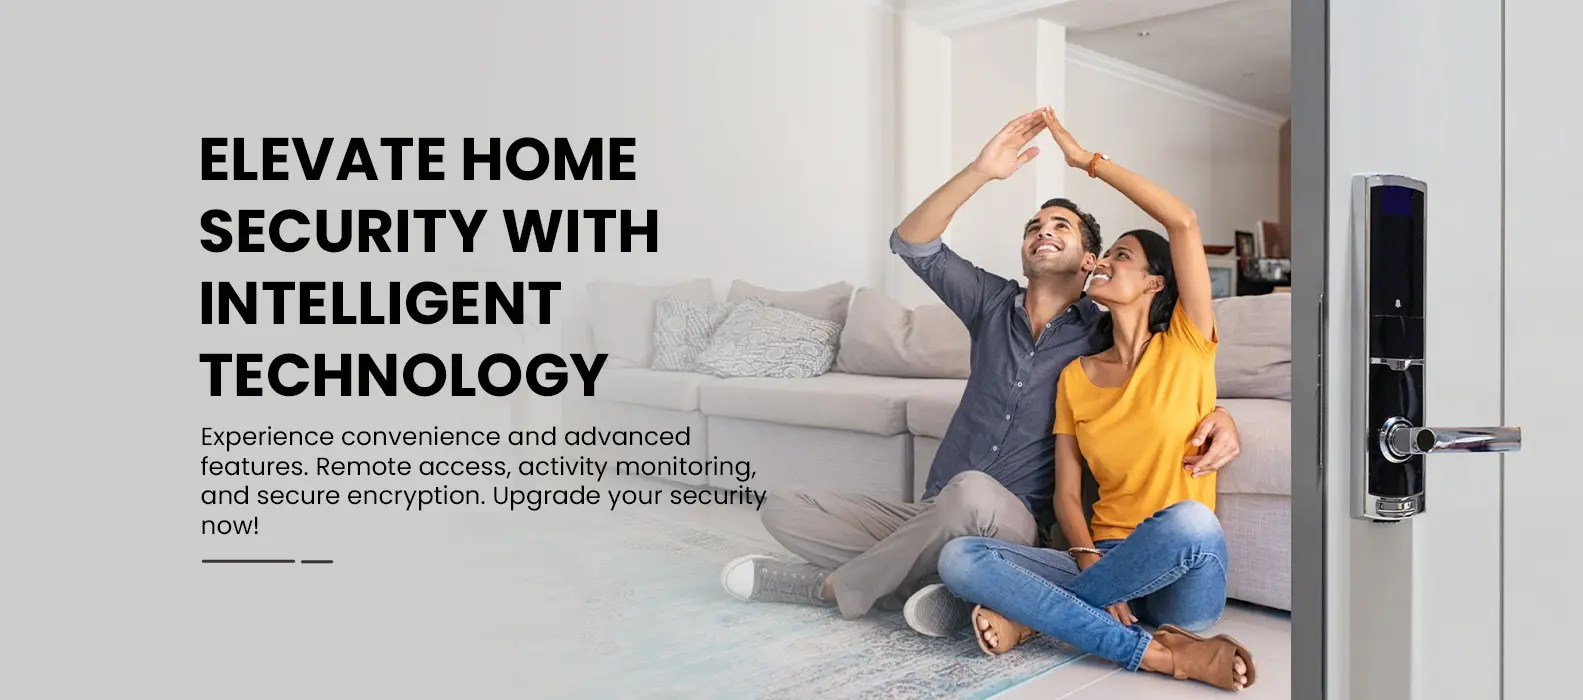 ELEVATE HOME
SECURITY WITH
INTELLIGENT
TECHNOLOGY
Experience convenience and advanced
features. Remote access, activity monitoring,
and secure encryption. Upgrade your security
now!